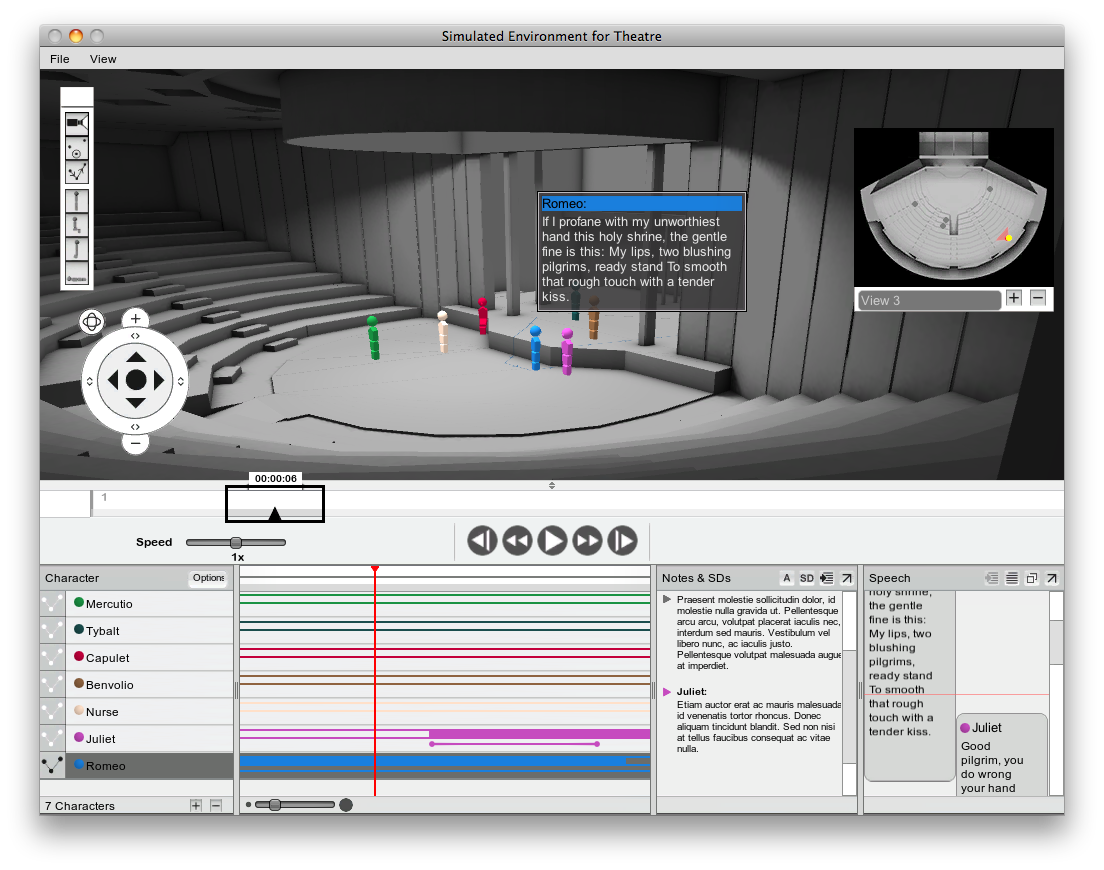 Simulated Environment for Theatre
File View
Romeo:
If I profane with my unworthiest
hand this holy shrine, the gentle
fine is this: My lips, two blushing
pilgrims, ready stand To smooth
that rough touch with a tender
kiss.
View 3
00:00:06
1
Speed
1x
Character Options
Mercutio
Tybalt
Capulet
Benvolio
Nurse
Juliet
Romeo
7 Characters
Notes & SDs A SD
Praesent molestie sollicitudin dolor, id
molestie nulla gravida ut. Pellentesque
arcu arcu, volutpat placerat iaculis nec,
interdum sed mauris. Vestibulum vel
libero nunc, ac iaculis justo.
Pellentesque volutpat malesuada augue
at imperdiet.
Juliet:
Etiam auctor erat ac mauris malesuada
id venenatis tortor rhoncus. Donec
aliquam tincidunt blandit. Sed non nisi
at tellus faucibus consequat ac vitae
nulla.
Speech
holy shrine,
the gentle
fine is this:
My lips, two
blushing
pilgrims,
ready stand
To smooth
that rough
touch with a
tender kiss.
Juliet
Good
pilgrim, you
do wrong
your hand